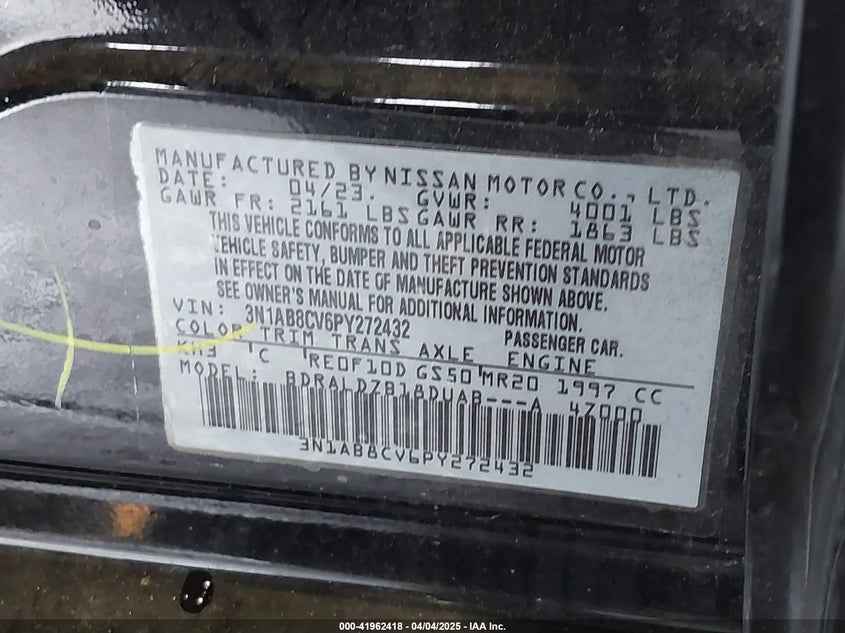 MANUFACTURED BY NISSAN MOTOR CO., LTD.
DATE: 04/23. GVWR: 4001 LBS
GAWR FR: 2161 LBS GAWR RR: 1863 LBS
THIS VEHICLE CONFORMS TO ALL APPLICABLE FEDERAL MOTOR
VEHICLE SAFETY, BUMPER AND THEFT PREVENTION STANDARDS
IN EFFECT ON THE DATE OF MANUFACTURE SHOWN ABOVE.
SEE OWNER'S MANUAL FOR ADDITIONAL INFORMATION.
VIN: 3N1AB8CV6PY272432 PASSENGER CAR.
COLOR TRIM TRANS AXLE ENGINE
KH3 C RE0F10D GS50 MR20 1997 CC
MODEL: BDRALDZB18DUAB---A 47000
3N1AB8CV6PY272432
000-41962418 - 04/04/2025 - IAA Inc.